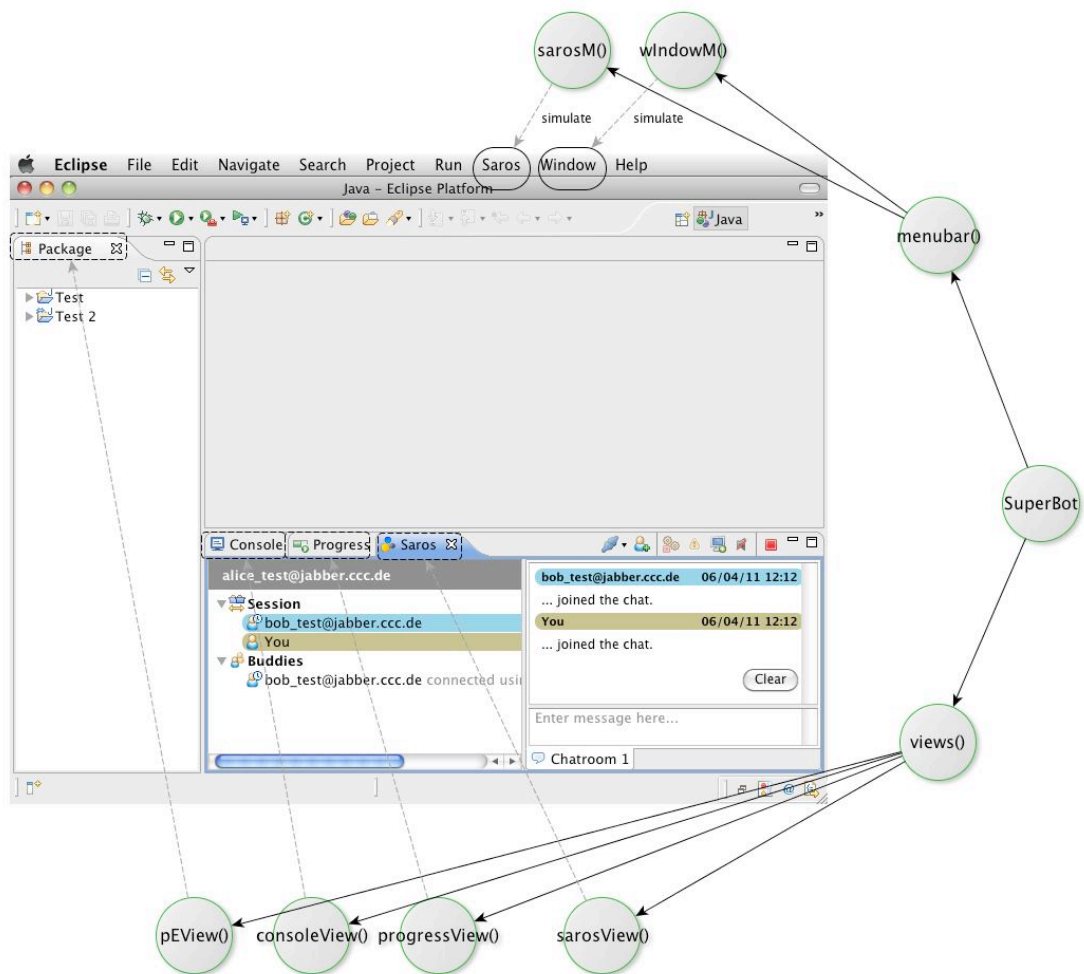 sarosM()
wIndowM()
simulate
simulate
Eclipse File Edit Navigate Search Project Run Saros Window Help
Java – Eclipse Platform
Java
»
menubar()
Package
Test
Test 2
SuperBot
Console
Progress
Saros
alice_test@jabber.ccc.de
Session
bob_test@jabber.ccc.de
You
Buddies
bob_test@jabber.ccc.de connected usin
bob_test@jabber.ccc.de 06/04/11 12:12
... joined the chat.
You 06/04/11 12:12
... joined the chat.
Clear
Enter message here...
Chatroom 1
views()
pEView()
consoleView()
progressView()
sarosView()